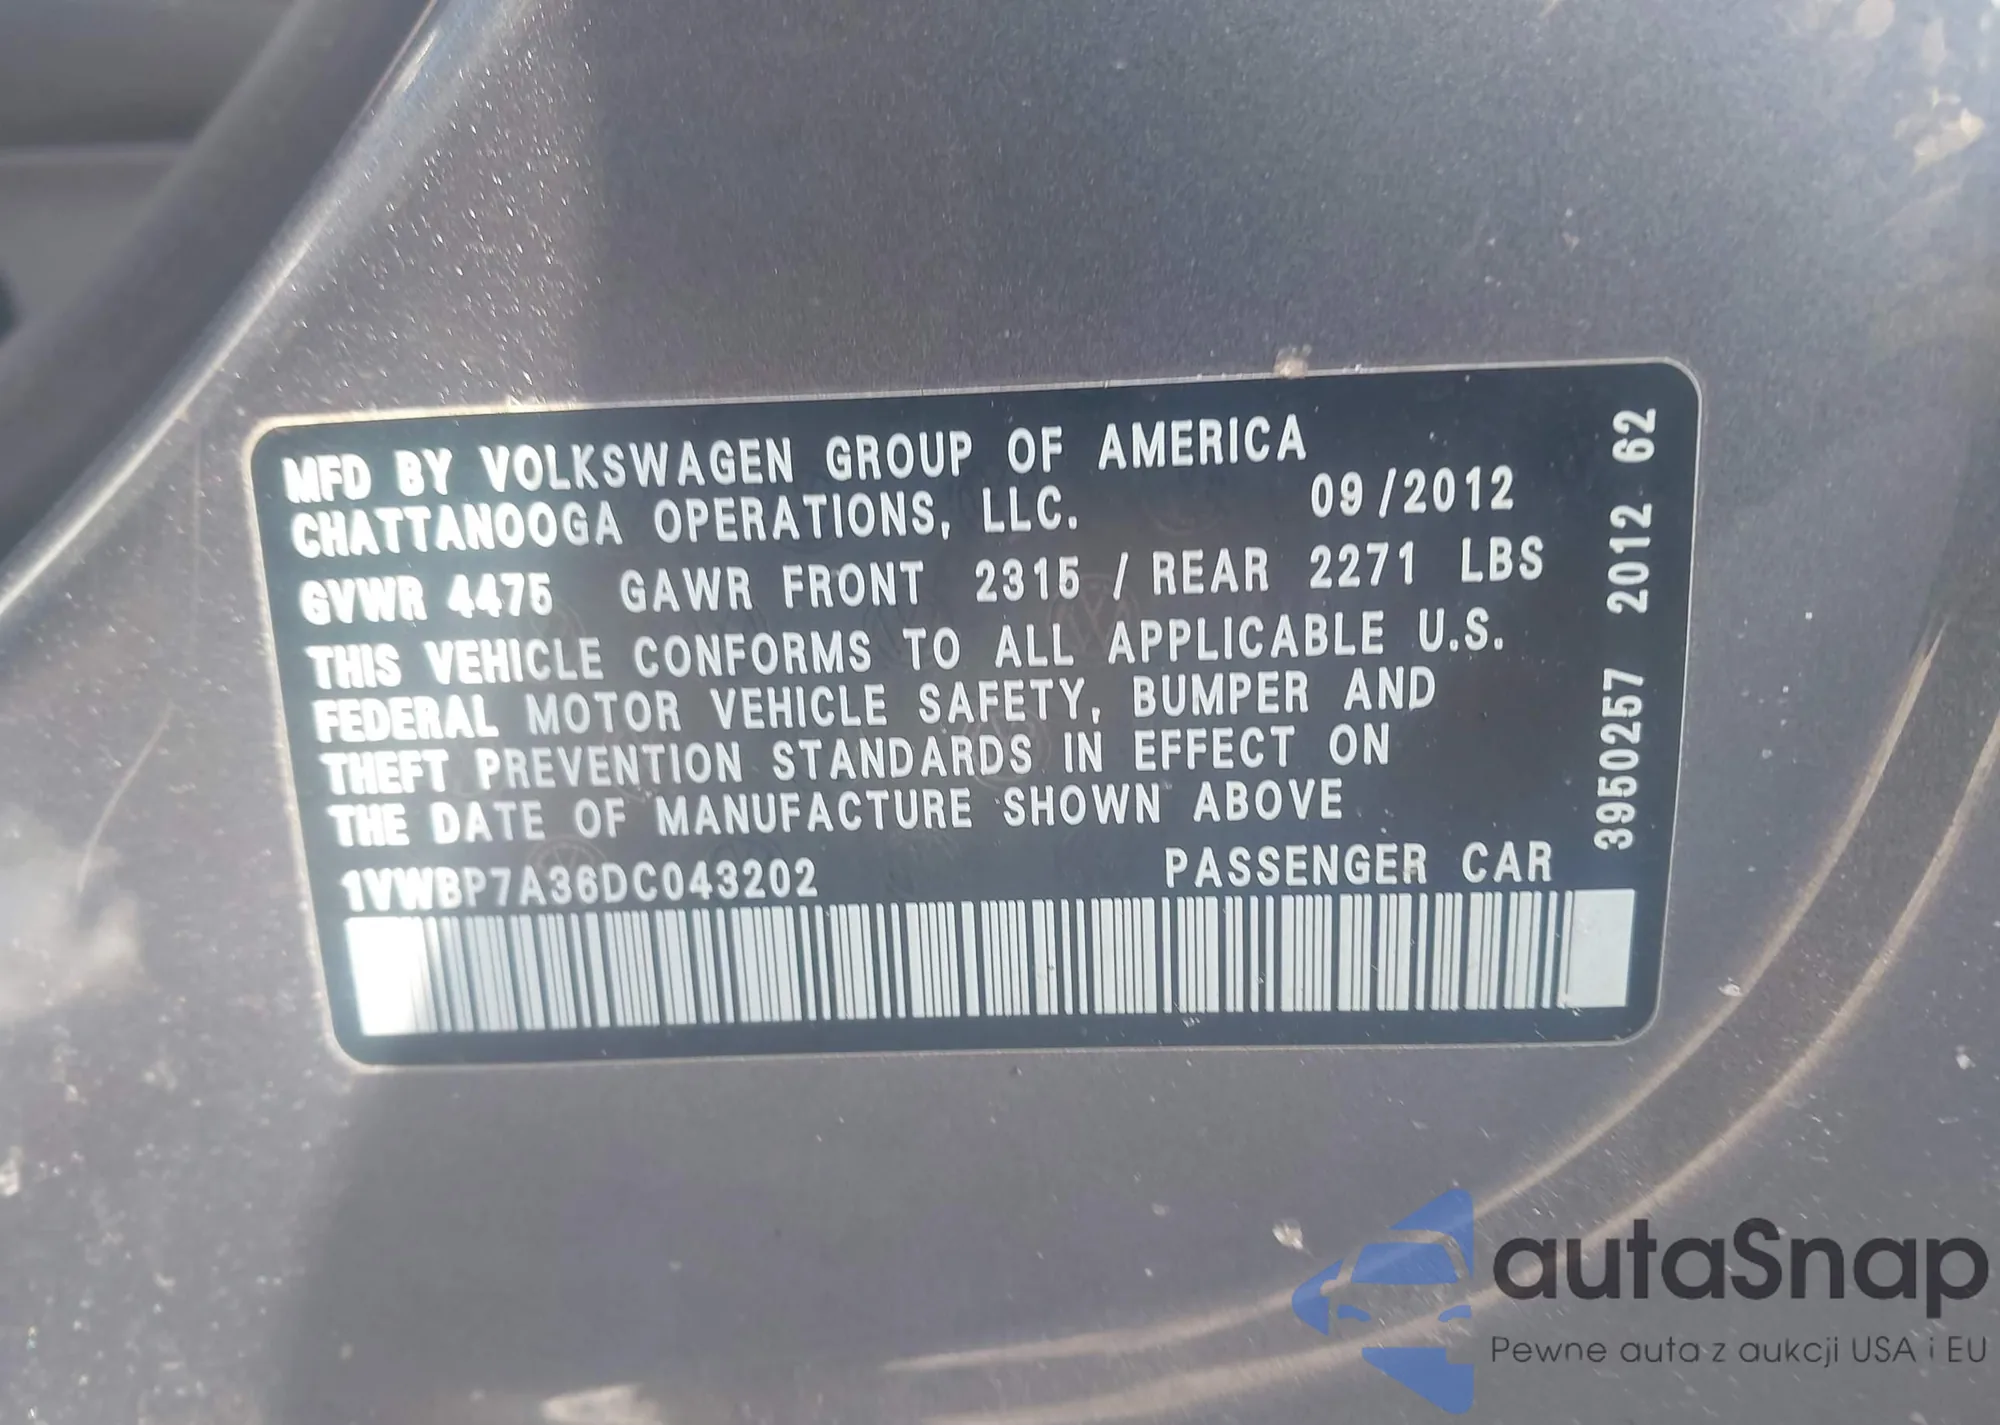 MFD BY VOLKSWAGEN GROUP OF AMERICA
CHATTANOOGA OPERATIONS, LLC. 09/2012
GVWR 4475 GAWR FRONT 2315 / REAR 2271 LBS
THIS VEHICLE CONFORMS TO ALL APPLICABLE U.S.
FEDERAL MOTOR VEHICLE SAFETY, BUMPER AND
THEFT PREVENTION STANDARDS IN EFFECT ON
THE DATE OF MANUFACTURE SHOWN ABOVE
1VWBP7A36DC043202 PASSENGER CAR
3950257 2012 62
autaSnap
Pewne auta z aukcji USA i EU